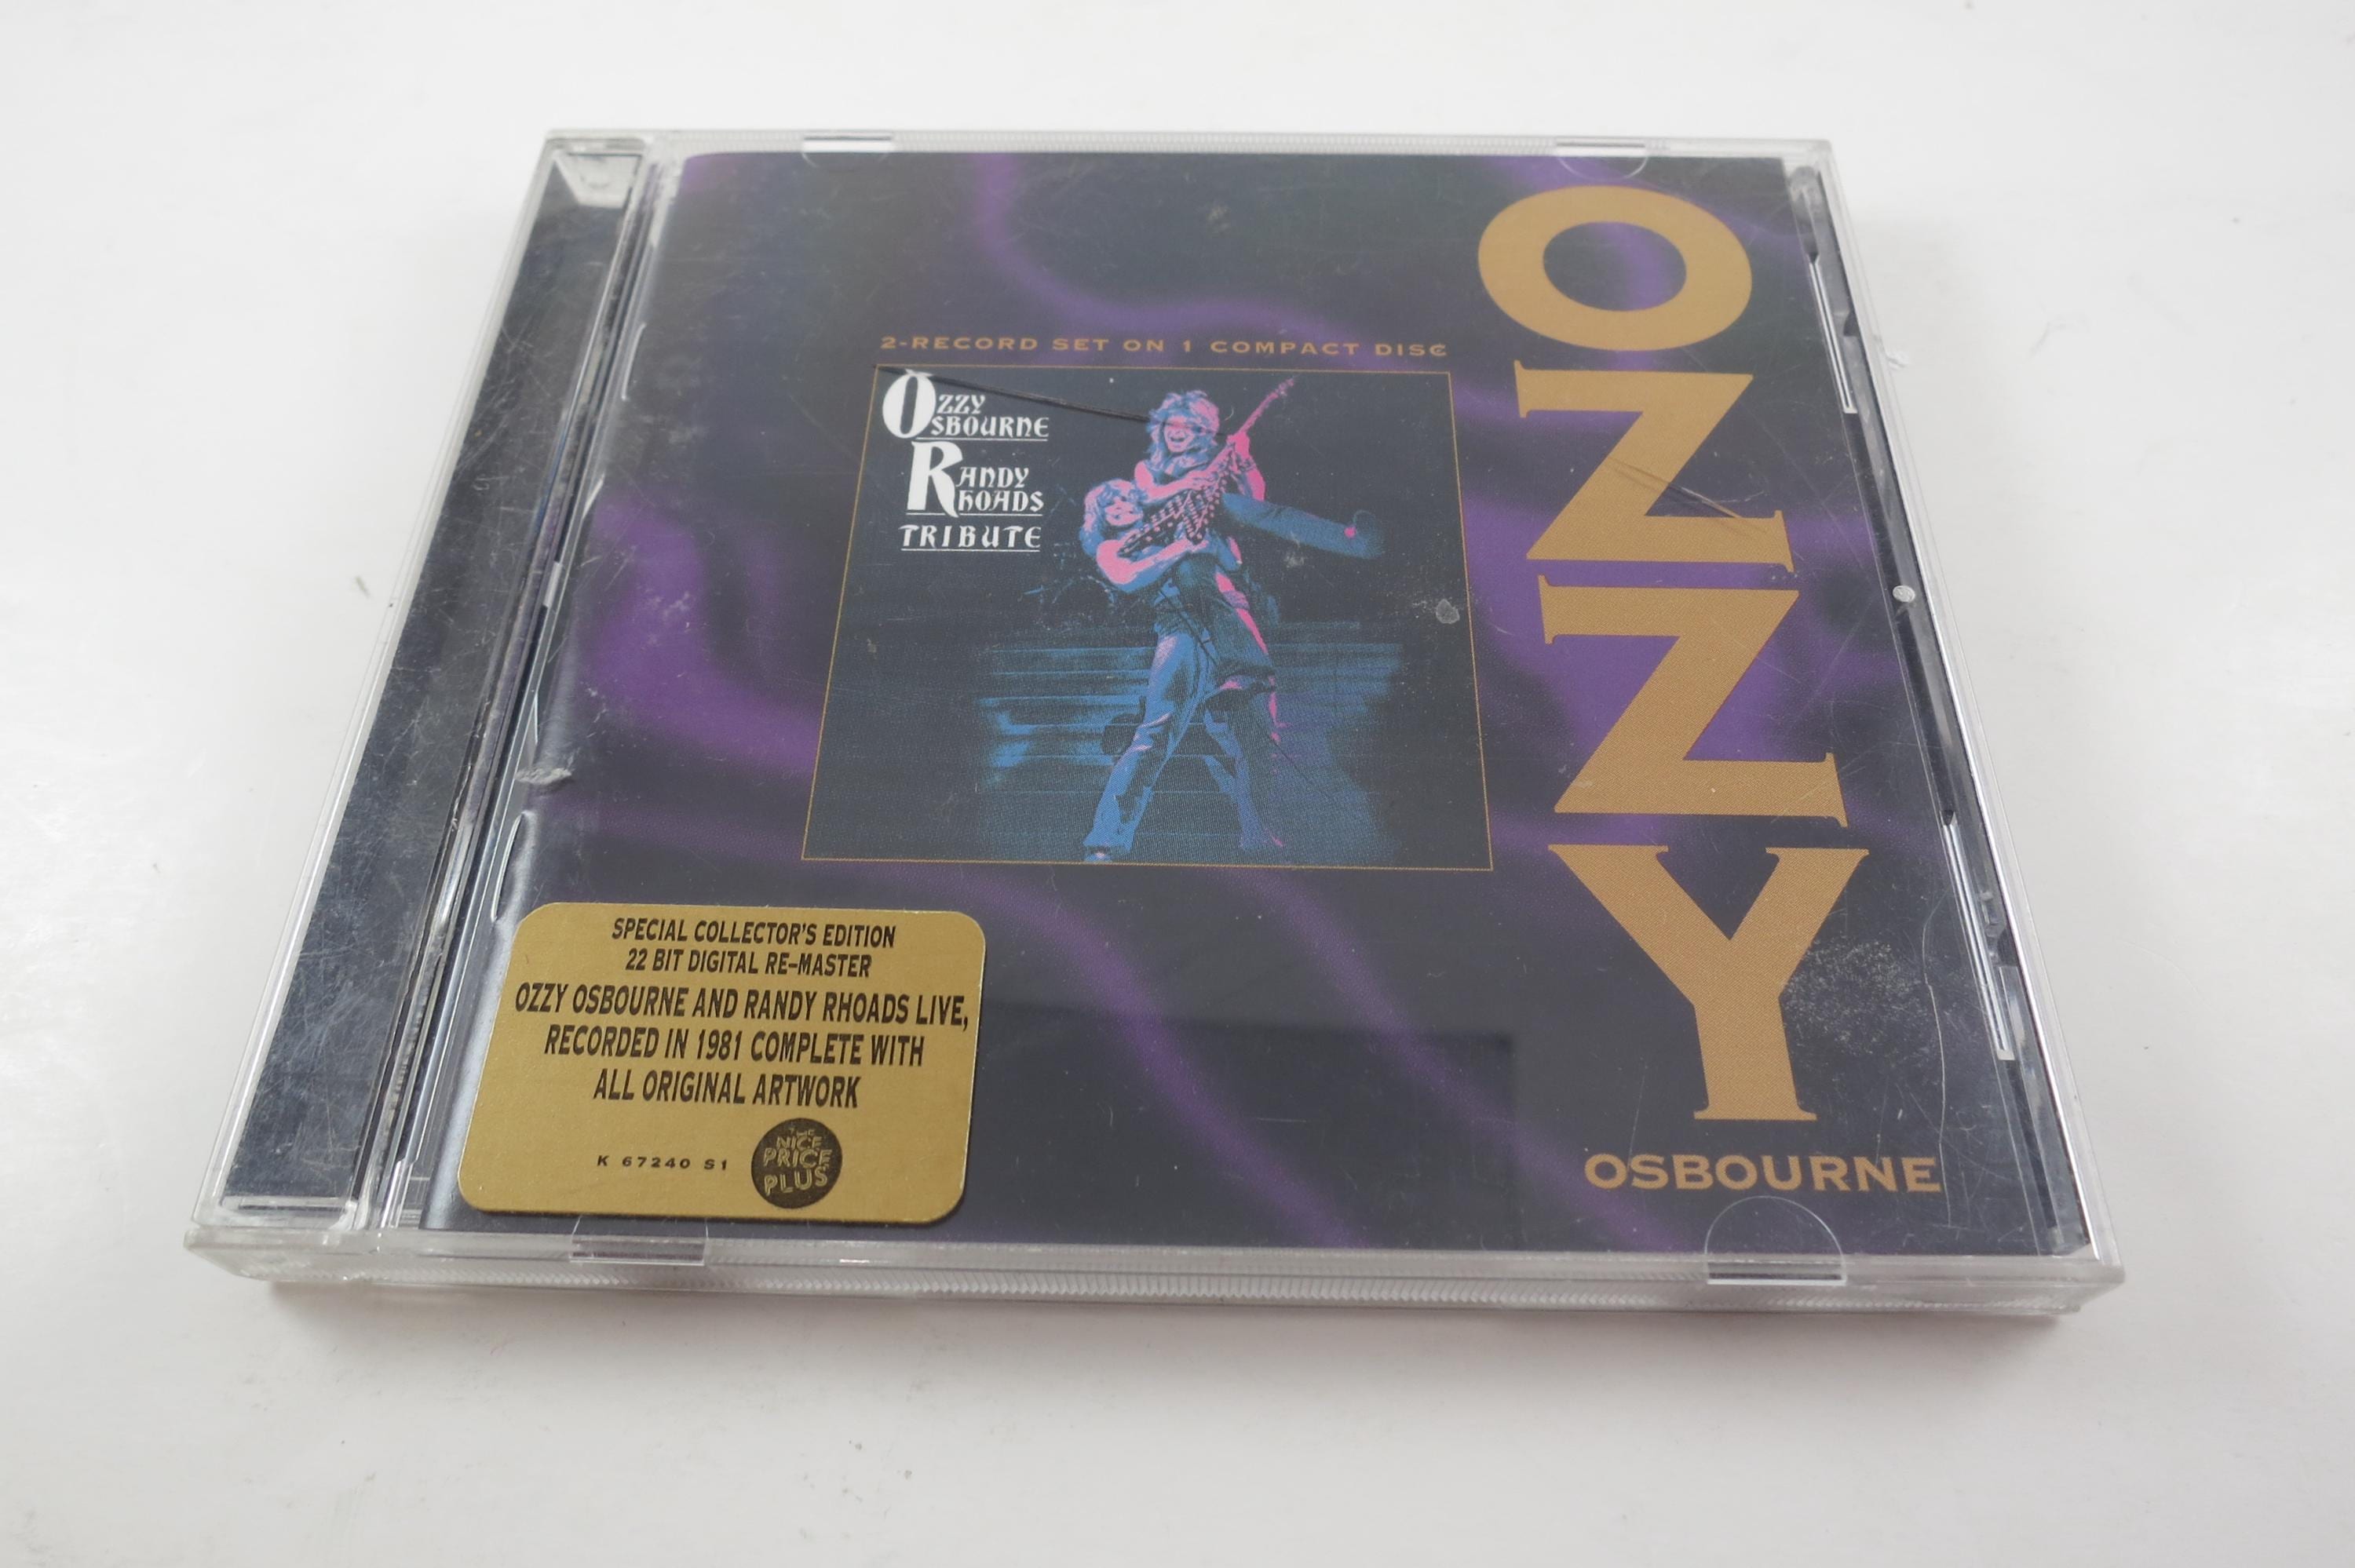 2-RECORD SET ON 1 COMPACT DISC
OZZY
OSBOURNE
RANDY
RHOADS
TRIBUTE
OZZY
OSBOURNE
SPECIAL COLLECTOR'S EDITION
22 BIT DIGITAL RE-MASTER
OZZY OSBOURNE AND RANDY RHOADS LIVE,
RECORDED IN 1981 COMPLETE WITH
ALL ORIGINAL ARTWORK
K 67240 S1
THE
NICE
PRICE
PLUS